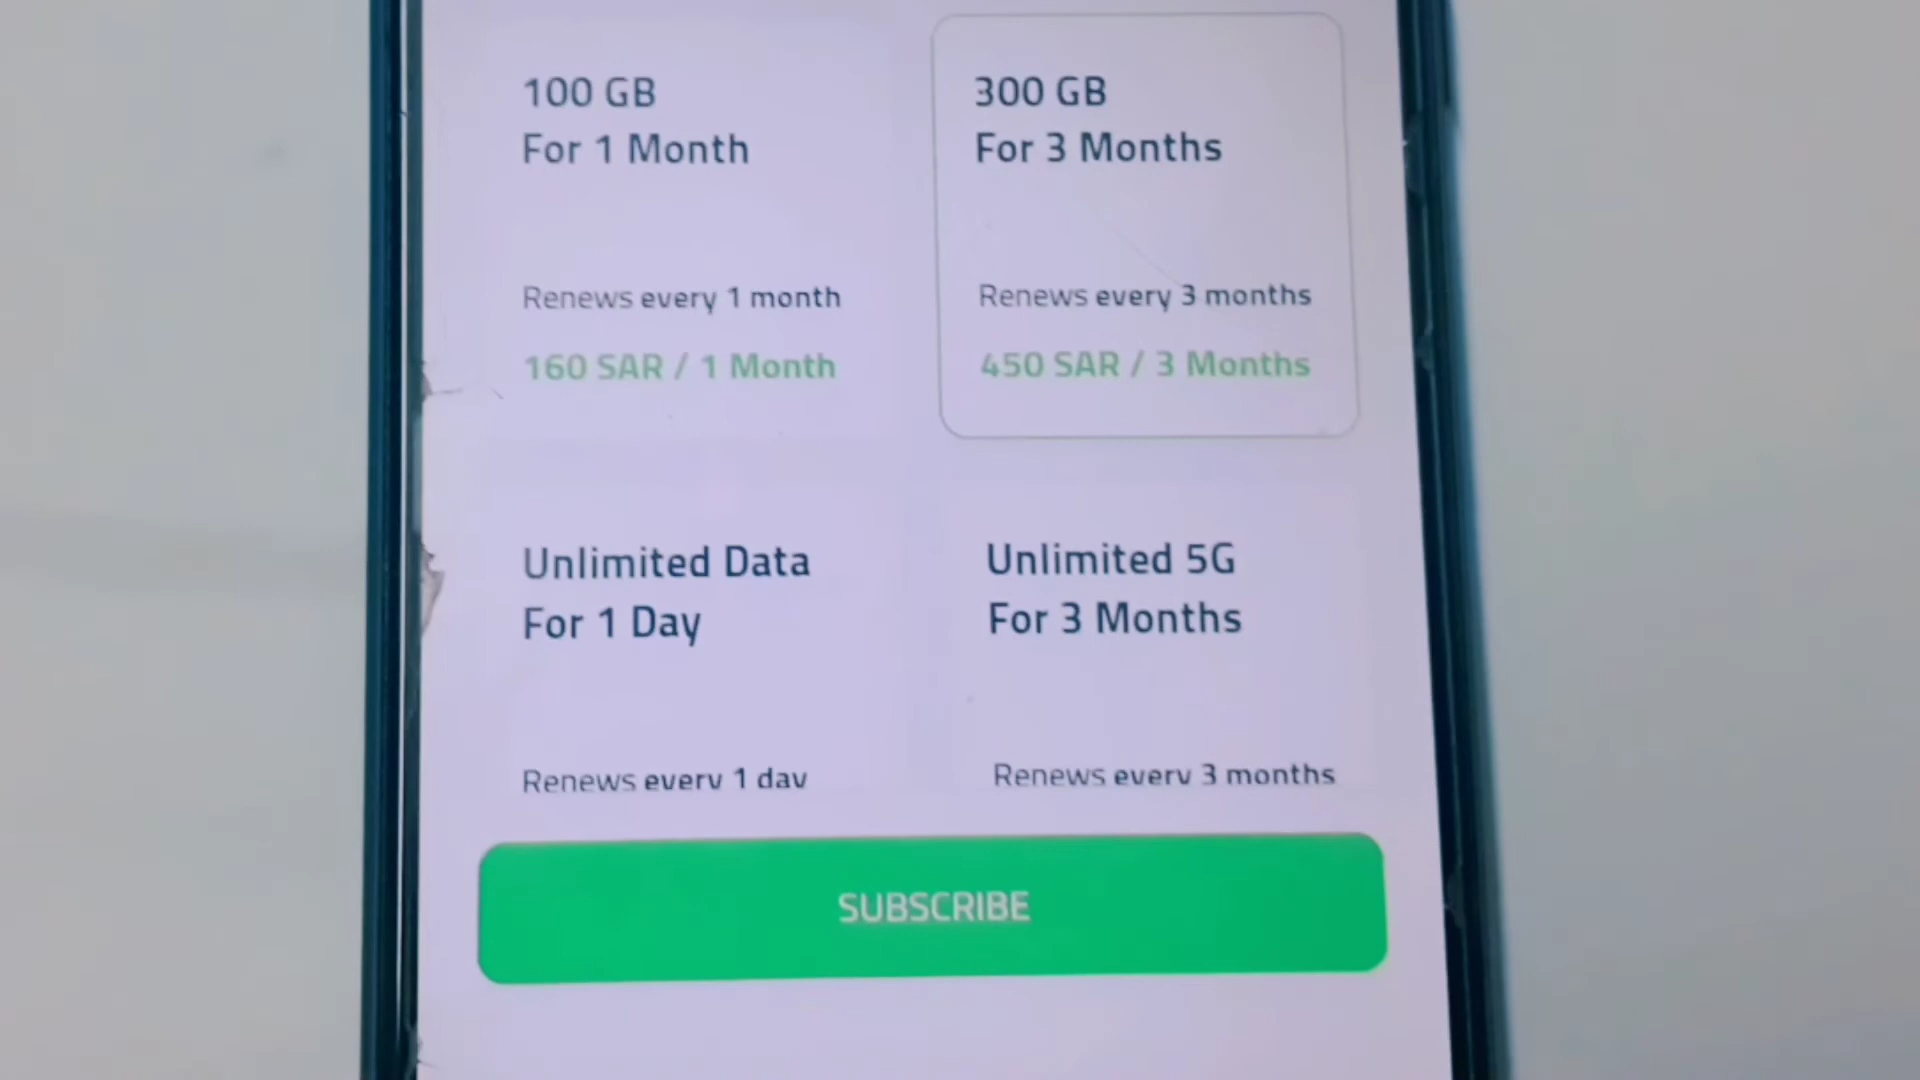 100 GB
For 1 Month
Renews every 1 month
160 SAR / 1 Month
300 GB
For 3 Months
Renews every 3 months
450 SAR / 3 Months
Unlimited Data
For 1 Day
Renews every 1 day
Unlimited 5G
For 3 Months
Renews every 3 months
SUBSCRIBE